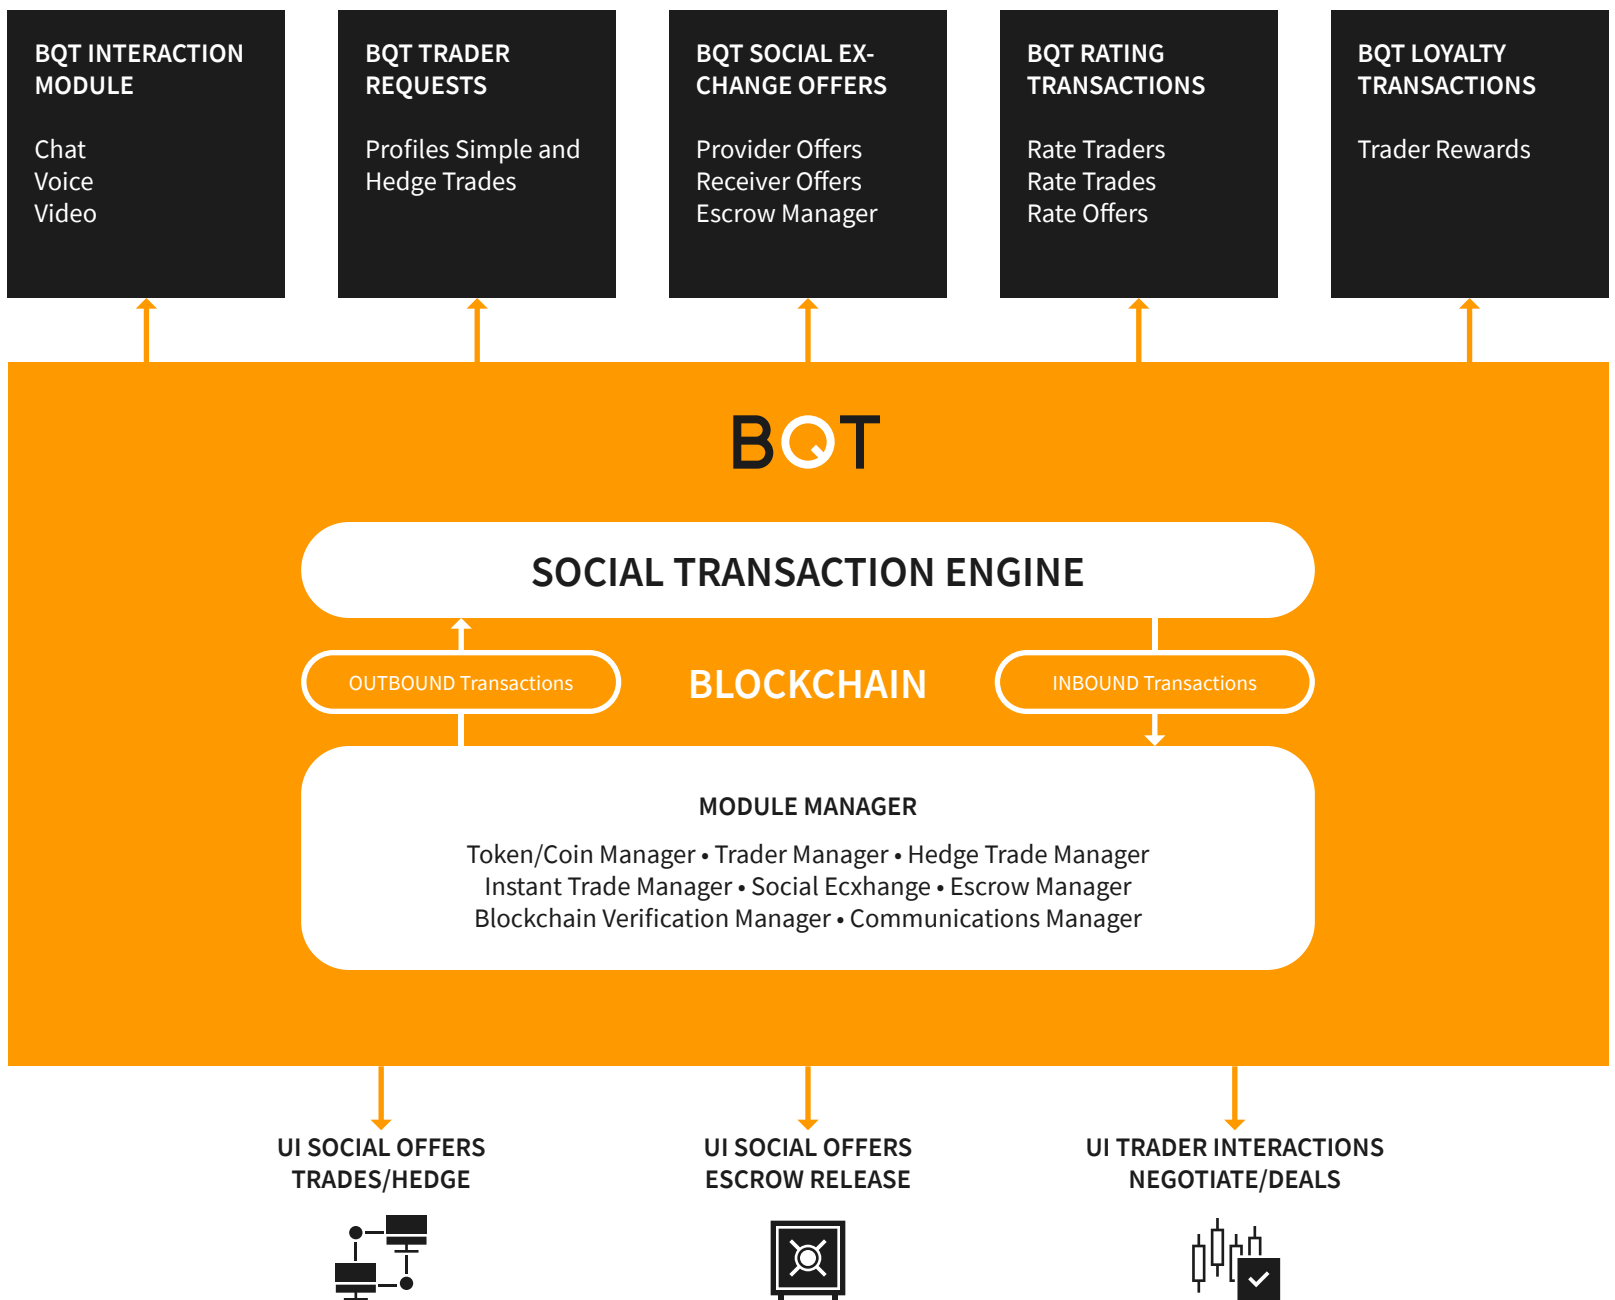 BQT INTERACTION
MODULE
Chat
Voice
Video
BQT TRADER
REQUESTS
Profiles Simple and
Hedge Trades
BQT SOCIAL EX-
CHANGE OFFERS
Provider Offers
Receiver Offers
Escrow Manager
BQT RATING
TRANSACTIONS
Rate Traders
Rate Trades
Rate Offers
BQT LOYALTY
TRANSACTIONS
Trader Rewards
BQT
SOCIAL TRANSACTION ENGINE
OUTBOUND Transactions
BLOCKCHAIN
INBOUND Transactions
MODULE MANAGER
Token/Coin Manager • Trader Manager • Hedge Trade Manager
Instant Trade Manager • Social Ecxhange • Escrow Manager
Blockchain Verification Manager • Communications Manager
UI SOCIAL OFFERS
TRADES/HEDGE
UI SOCIAL OFFERS
ESCROW RELEASE
UI TRADER INTERACTIONS
NEGOTIATE/DEALS